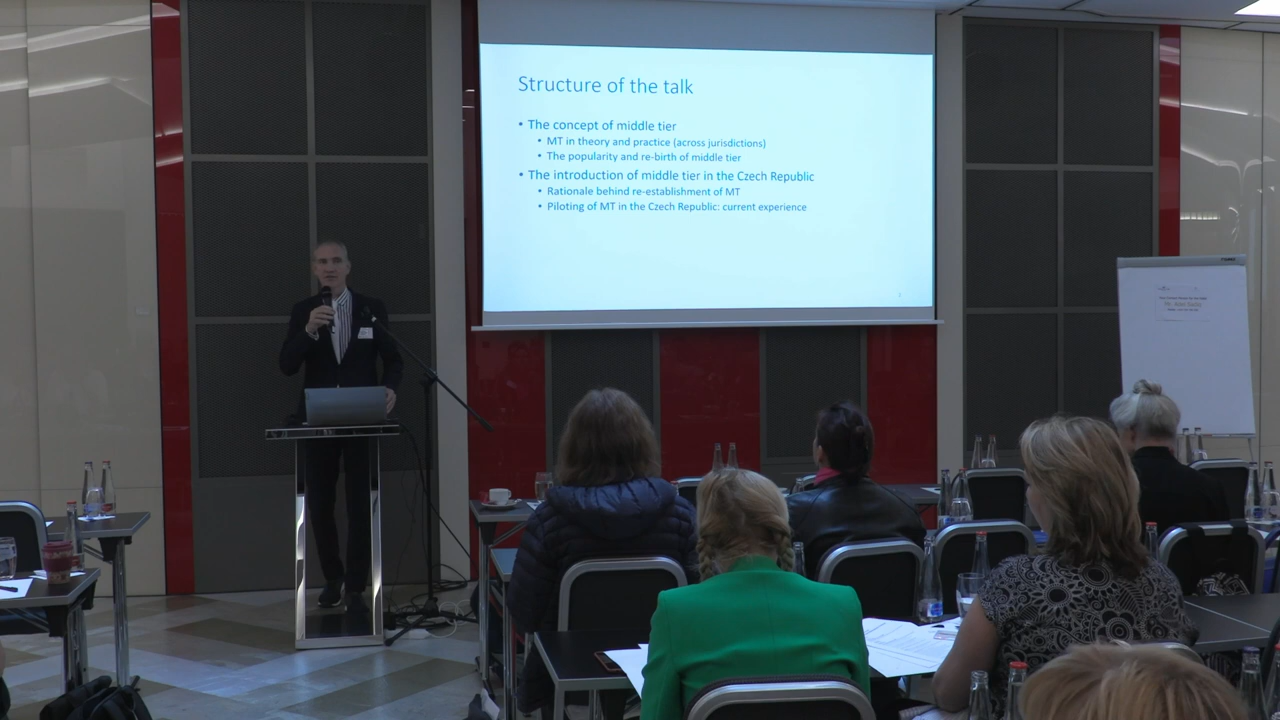 Structure of the talk
• The concept of middle tier
• MT in theory and practice (across jurisdictions)
• The popularity and re-birth of middle tier
• The introduction of middle tier in the Czech Republic
• Rationale behind re-establishment of MT
• Piloting of MT in the Czech Republic: current experience